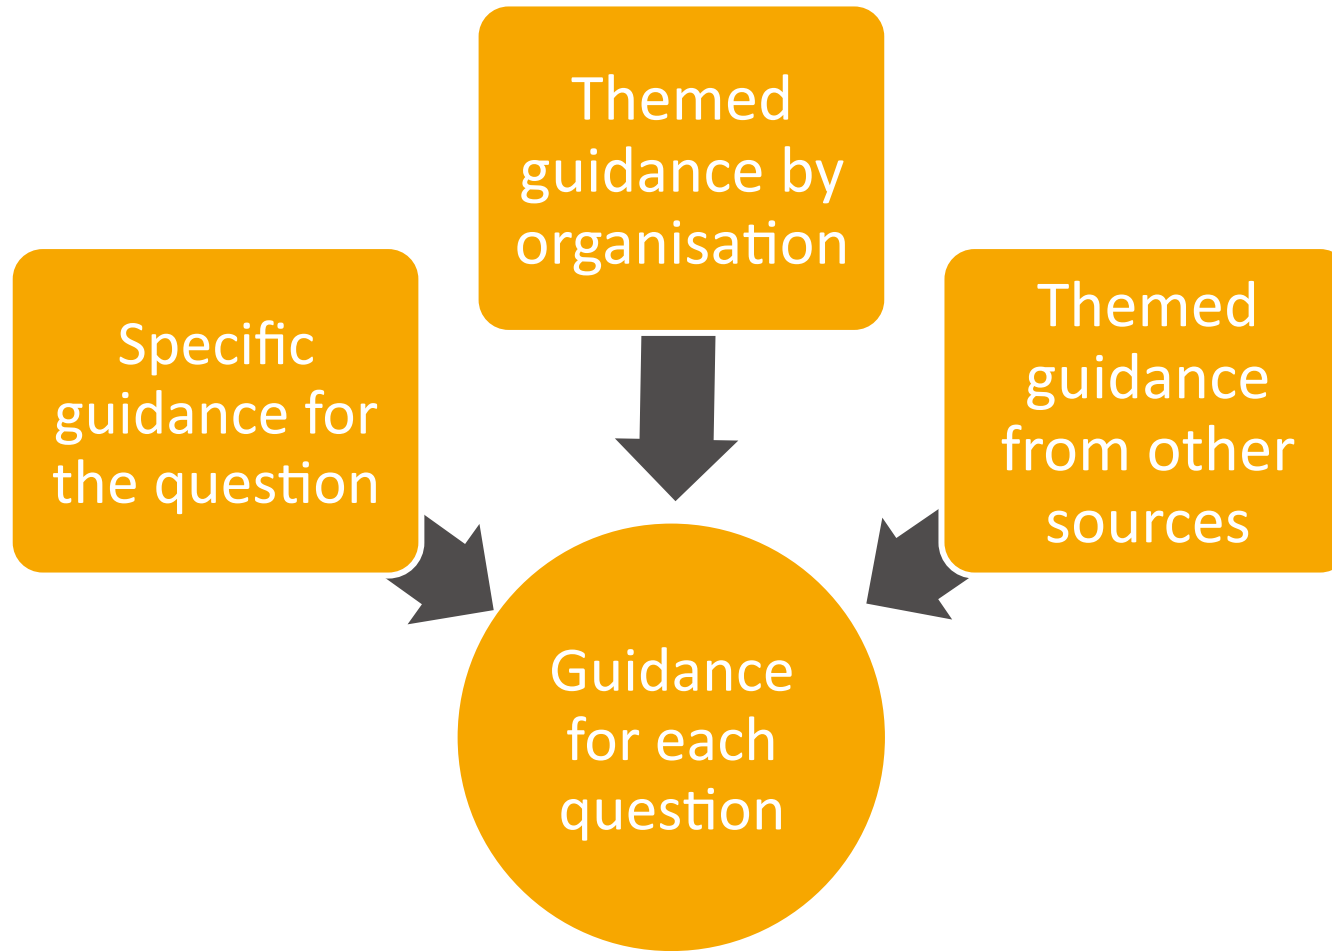 Themed
guidance by
organisation
Specific
guidance for
the question
Themed
guidance
from other
sources
Guidance
for each
question